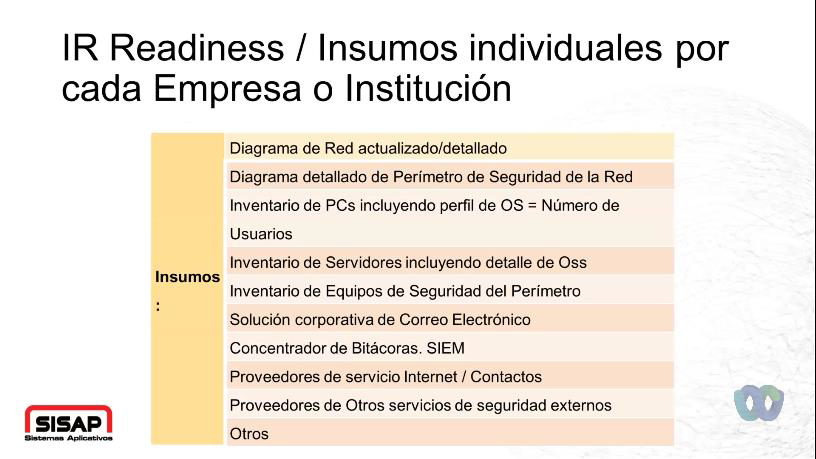 IR Readiness / Insumos individuales por
cada Empresa o Institución
Insumos
:
Diagrama de Red actualizado/detallado
Diagrama detallado de Perímetro de Seguridad de la Red
Inventario de PCs incluyendo perfil de OS = Número de
Usuarios
Inventario de Servidores incluyendo detalle de Oss
Inventario de Equipos de Seguridad del Perímetro
Solución corporativa de Correo Electrónico
Concentrador de Bitácoras. SIEM
Proveedores de servicio Internet / Contactos
Proveedores de Otros servicios de seguridad externos
Otros
SISAP
Sistemas Aplicativos